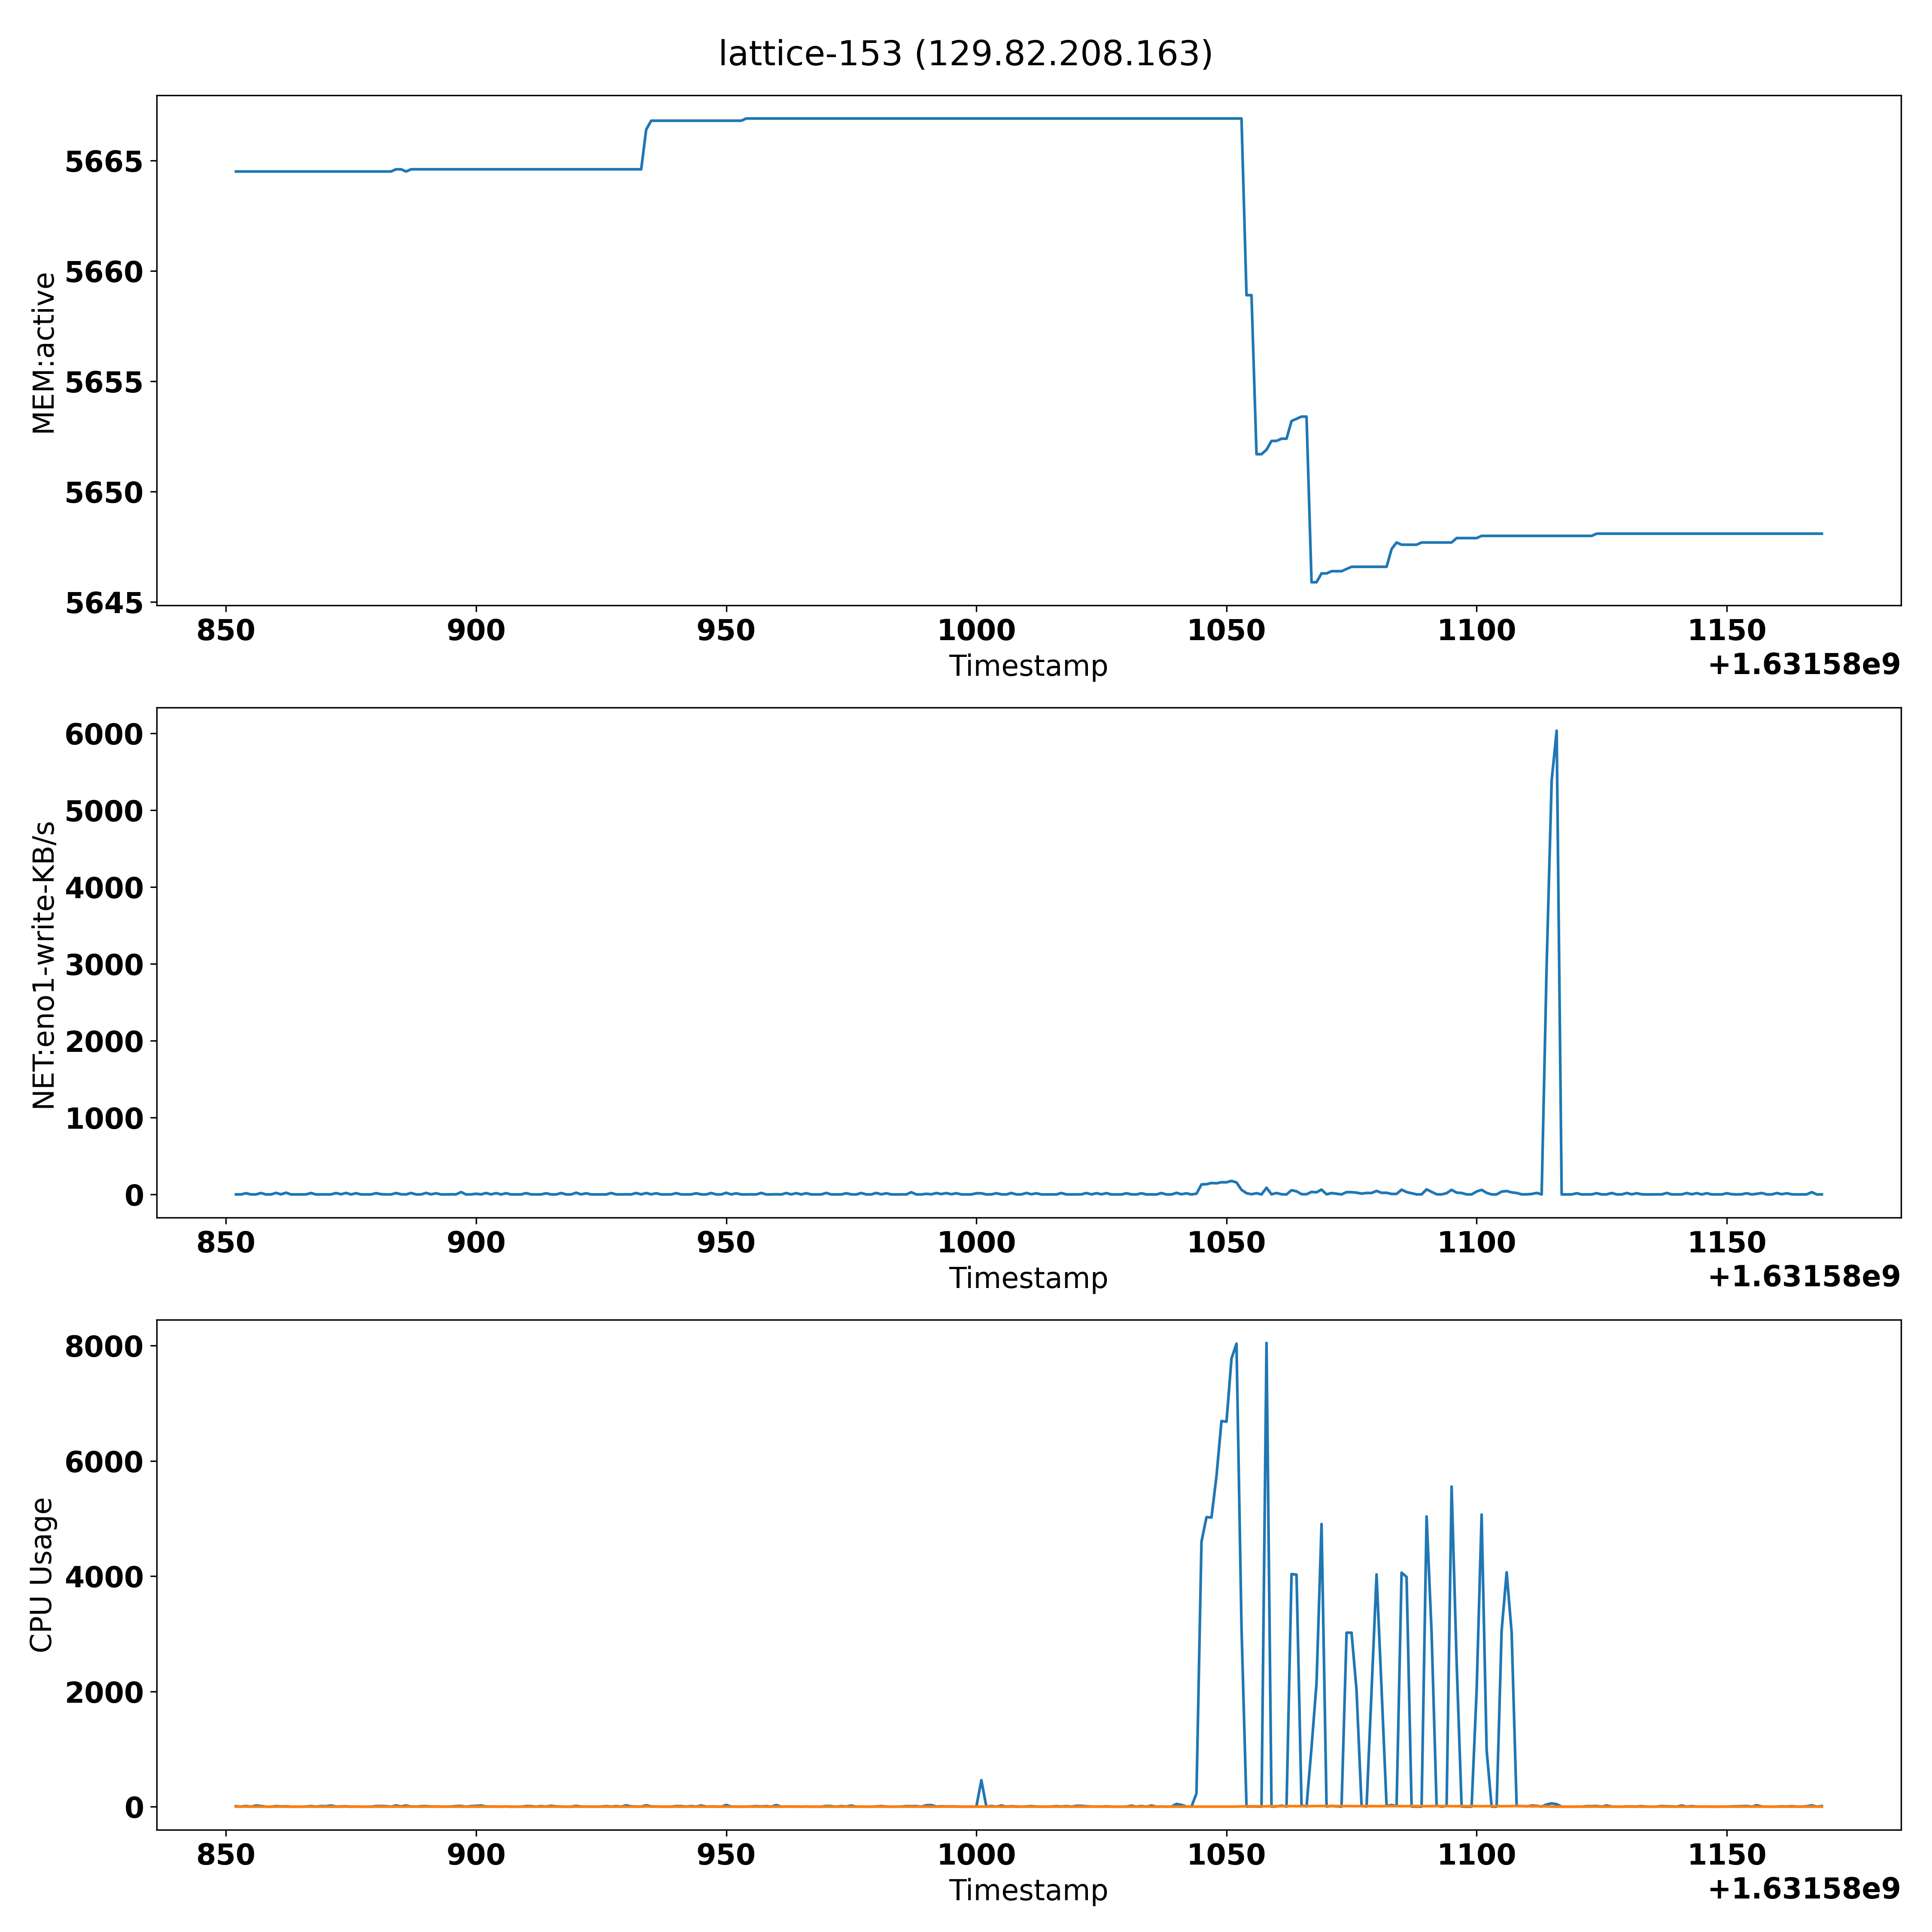 lattice-153 (129.82.208.163)
MEM:active
5665
5660
5655
5650
5645
850 900 950 1000 1050 1100 1150
Timestamp
+1.63158e9
NET:eno1-write-KB/s
6000
5000
4000
3000
2000
1000
0
850 900 950 1000 1050 1100 1150
Timestamp
+1.63158e9
CPU Usage
8000
6000
4000
2000
0
850 900 950 1000 1050 1100 1150
Timestamp
+1.63158e9